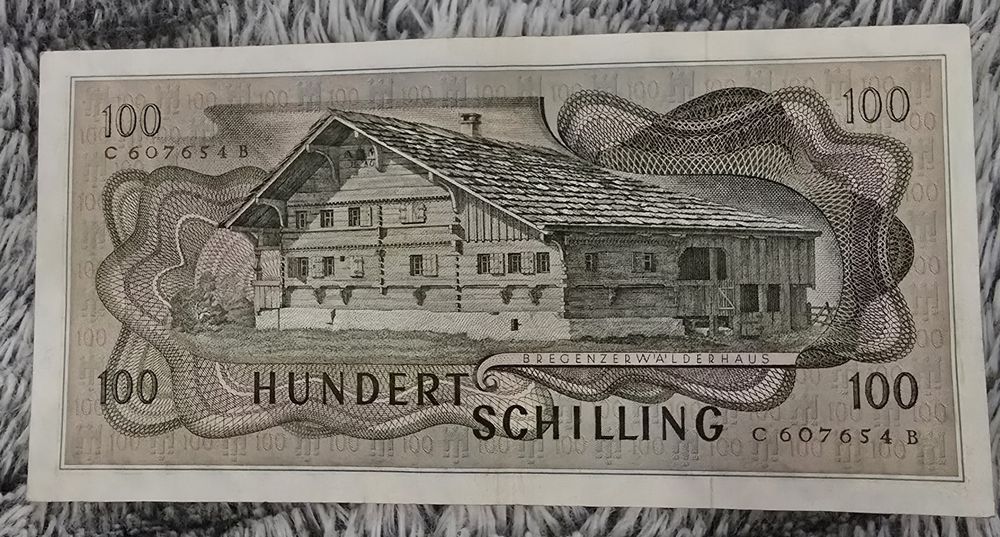 100
100
C 607654 B
BREGENZERWÄLDERHAUS
100
HUNDERT
100
SCHILLING
C 607654 B